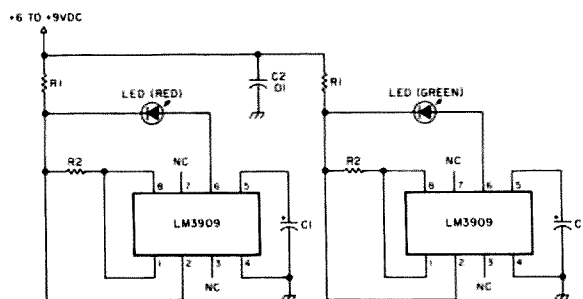 +6 TO +9VDC
R1
C2
01
R1
LED (RED)
LED (GREEN)
R2
NC
R2
NC
8 7 6 5
8 7 6 5
LM3909
C1
LM3909
C
1 2 3 4
1 2 3 4
NC
NC